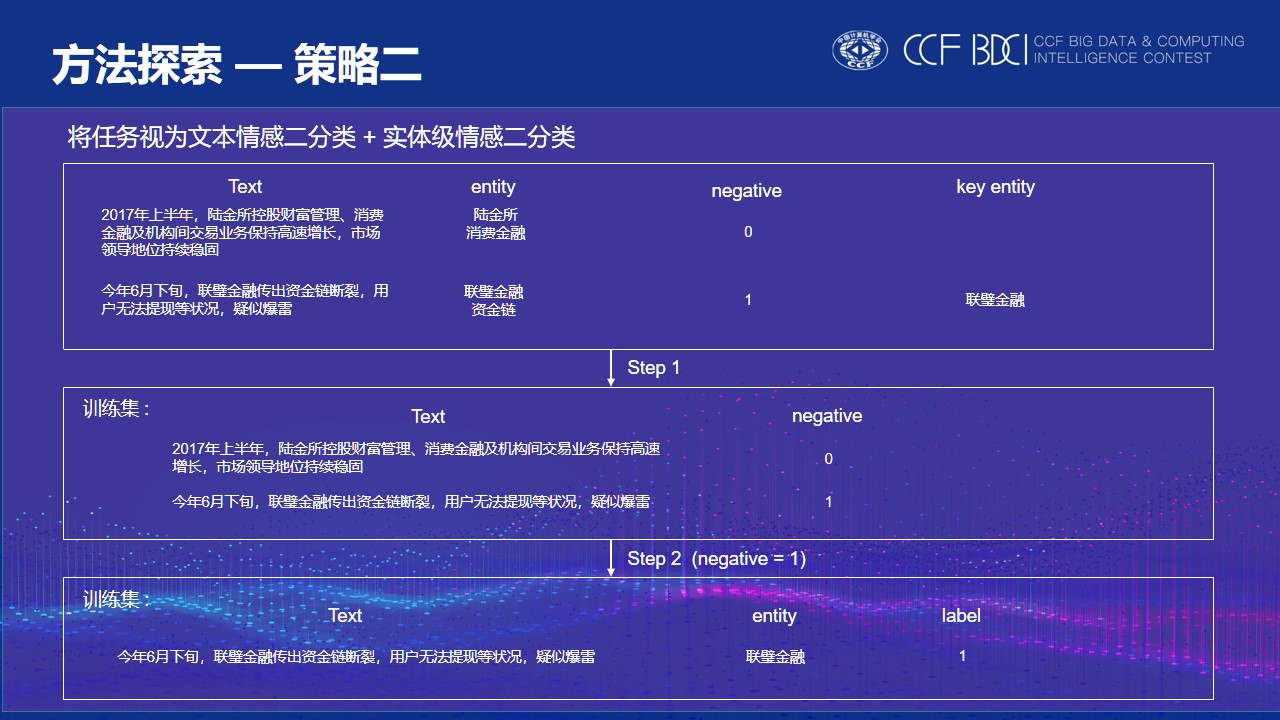 方法探索 — 策略二
中国计算机学会
CCF
CCF BDCI
CCF BIG DATA & COMPUTING
INTELLIGENCE CONTEST
将任务视为文本情感二分类 + 实体级情感二分类
Text
entity
negative
key entity
2017年上半年，陆金所控股财富管理、消费
金融及机构间交易业务保持高速增长，市场
领导地位持续稳固
陆金所
消费金融
0
今年6月下旬，联璧金融传出资金链断裂，用
户无法提现等状况，疑似爆雷
联璧金融
资金链
1
联璧金融
Step 1
训练集：
Text
negative
2017年上半年，陆金所控股财富管理、消费金融及机构间交易业务保持高速
增长，市场领导地位持续稳固
0
今年6月下旬，联璧金融传出资金链断裂，用户无法提现等状况，疑似爆雷
1
Step 2 (negative = 1)
训练集：
Text
entity
label
今年6月下旬，联璧金融传出资金链断裂，用户无法提现等状况，疑似爆雷
联璧金融
1